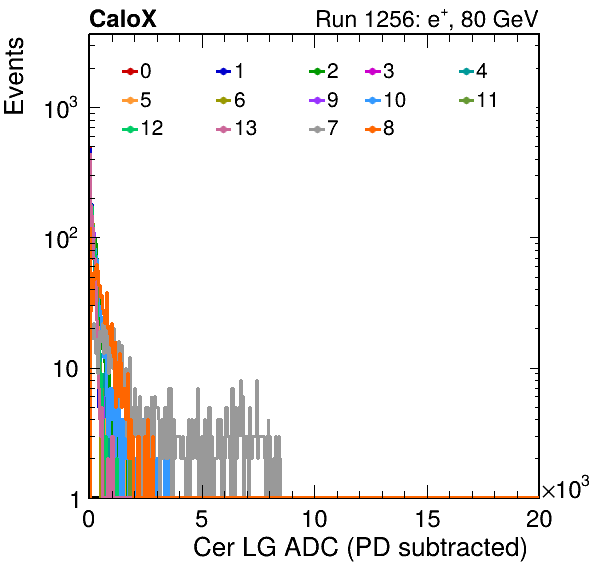 CaloX Run 1256: e⁺, 80 GeV
Events
0 1 2 3 4
5 6 9 10 11
12 13 7 8
10³
10²
10
1
0 5 10 15 20 ×10³
Cer LG ADC (PD subtracted)